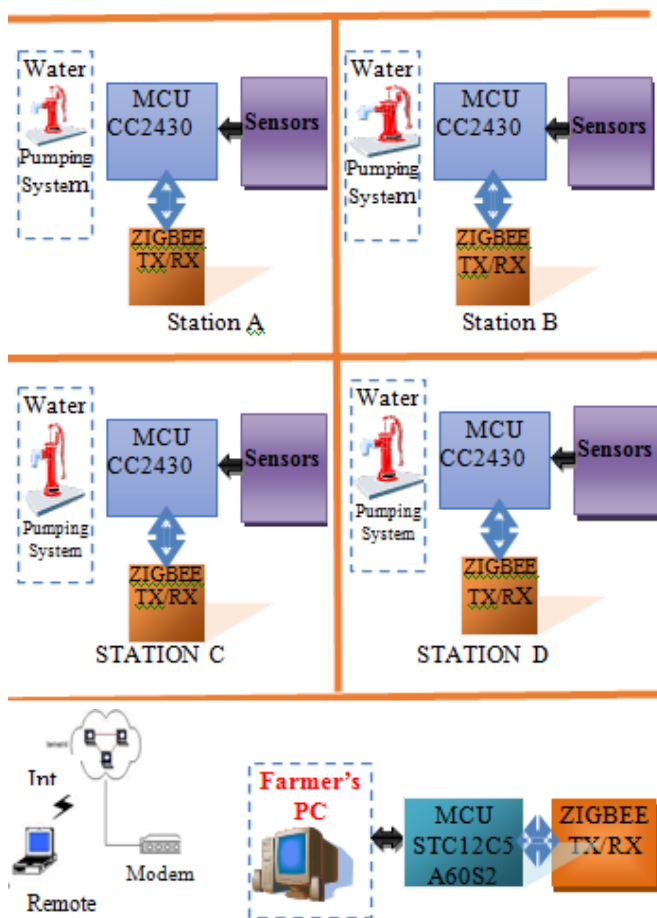 Water
Pumping
System
MCU
CC2430
Sensors
ZIGBEE
TX/RX
Station A
Water
Pumping
System
MCU
CC2430
Sensors
ZIGBEE
TX/RX
Station B
Water
Pumping
System
MCU
CC2430
Sensors
ZIGBEE
TX/RX
STATION C
Water
Pumping
System
MCU
CC2430
Sensors
ZIGBEE
TX/RX
STATION D
Int
Remote
Modem
Farmer's
PC
MCU
STC12C5
A60S2
ZIGBEE
TX/RX